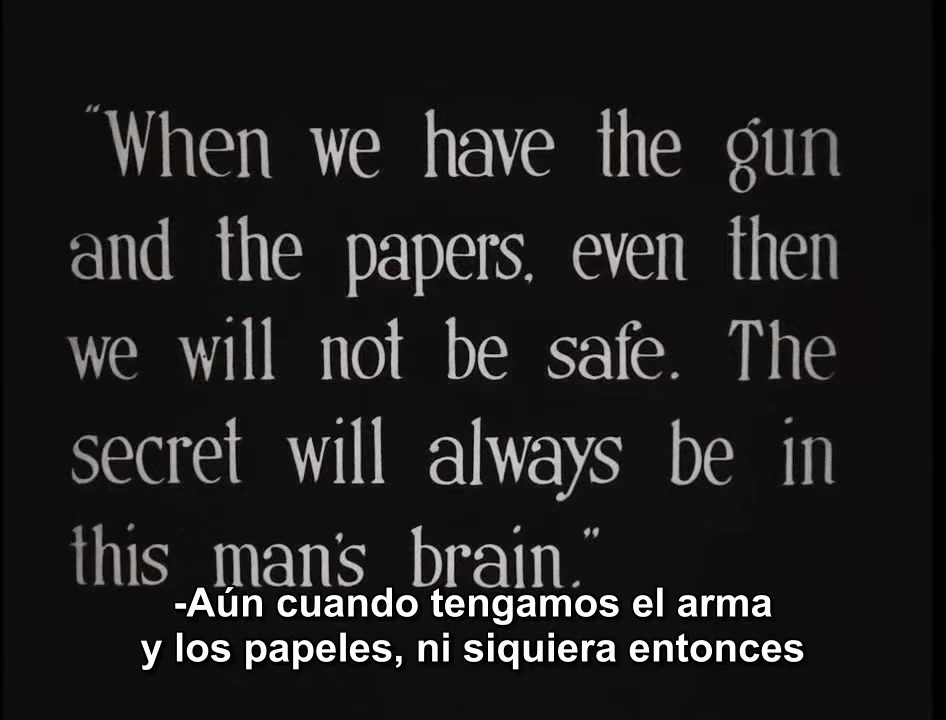 "When we have the gun
and the papers, even then
we will not be safe. The
secret will always be in
this man's brain."
-Aún cuando tengamos el arma
y los papeles, ni siquiera entonces